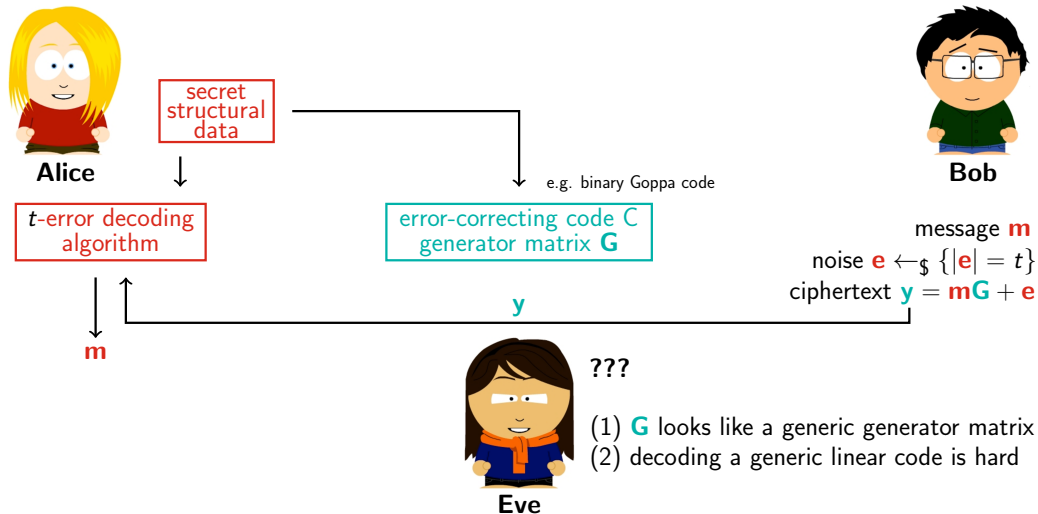 secret
structural
data
Alice
Bob
e.g. binary Goppa code
t-error decoding
algorithm
error-correcting code C
generator matrix G
message m
noise e ←$ {|e| = t}
ciphertext y = mG + e
y
m
???
(1) G looks like a generic generator matrix
(2) decoding a generic linear code is hard
Eve